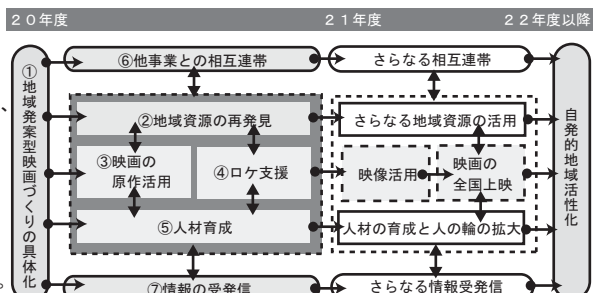 20年度
21年度
22年度以降
①地域発案型映画づくりの具体化
⑥他事業との相互連帯
さらなる相互連帯
②地域資源の再発見
さらなる地域資源の活用
③映画の
原作活用
④ロケ支援
映像活用
映画の
全国上映
⑤人材育成
人材の育成と人の輪の拡大
⑦情報の受発信
さらなる情報受発信
自発的地域活性化
、
。